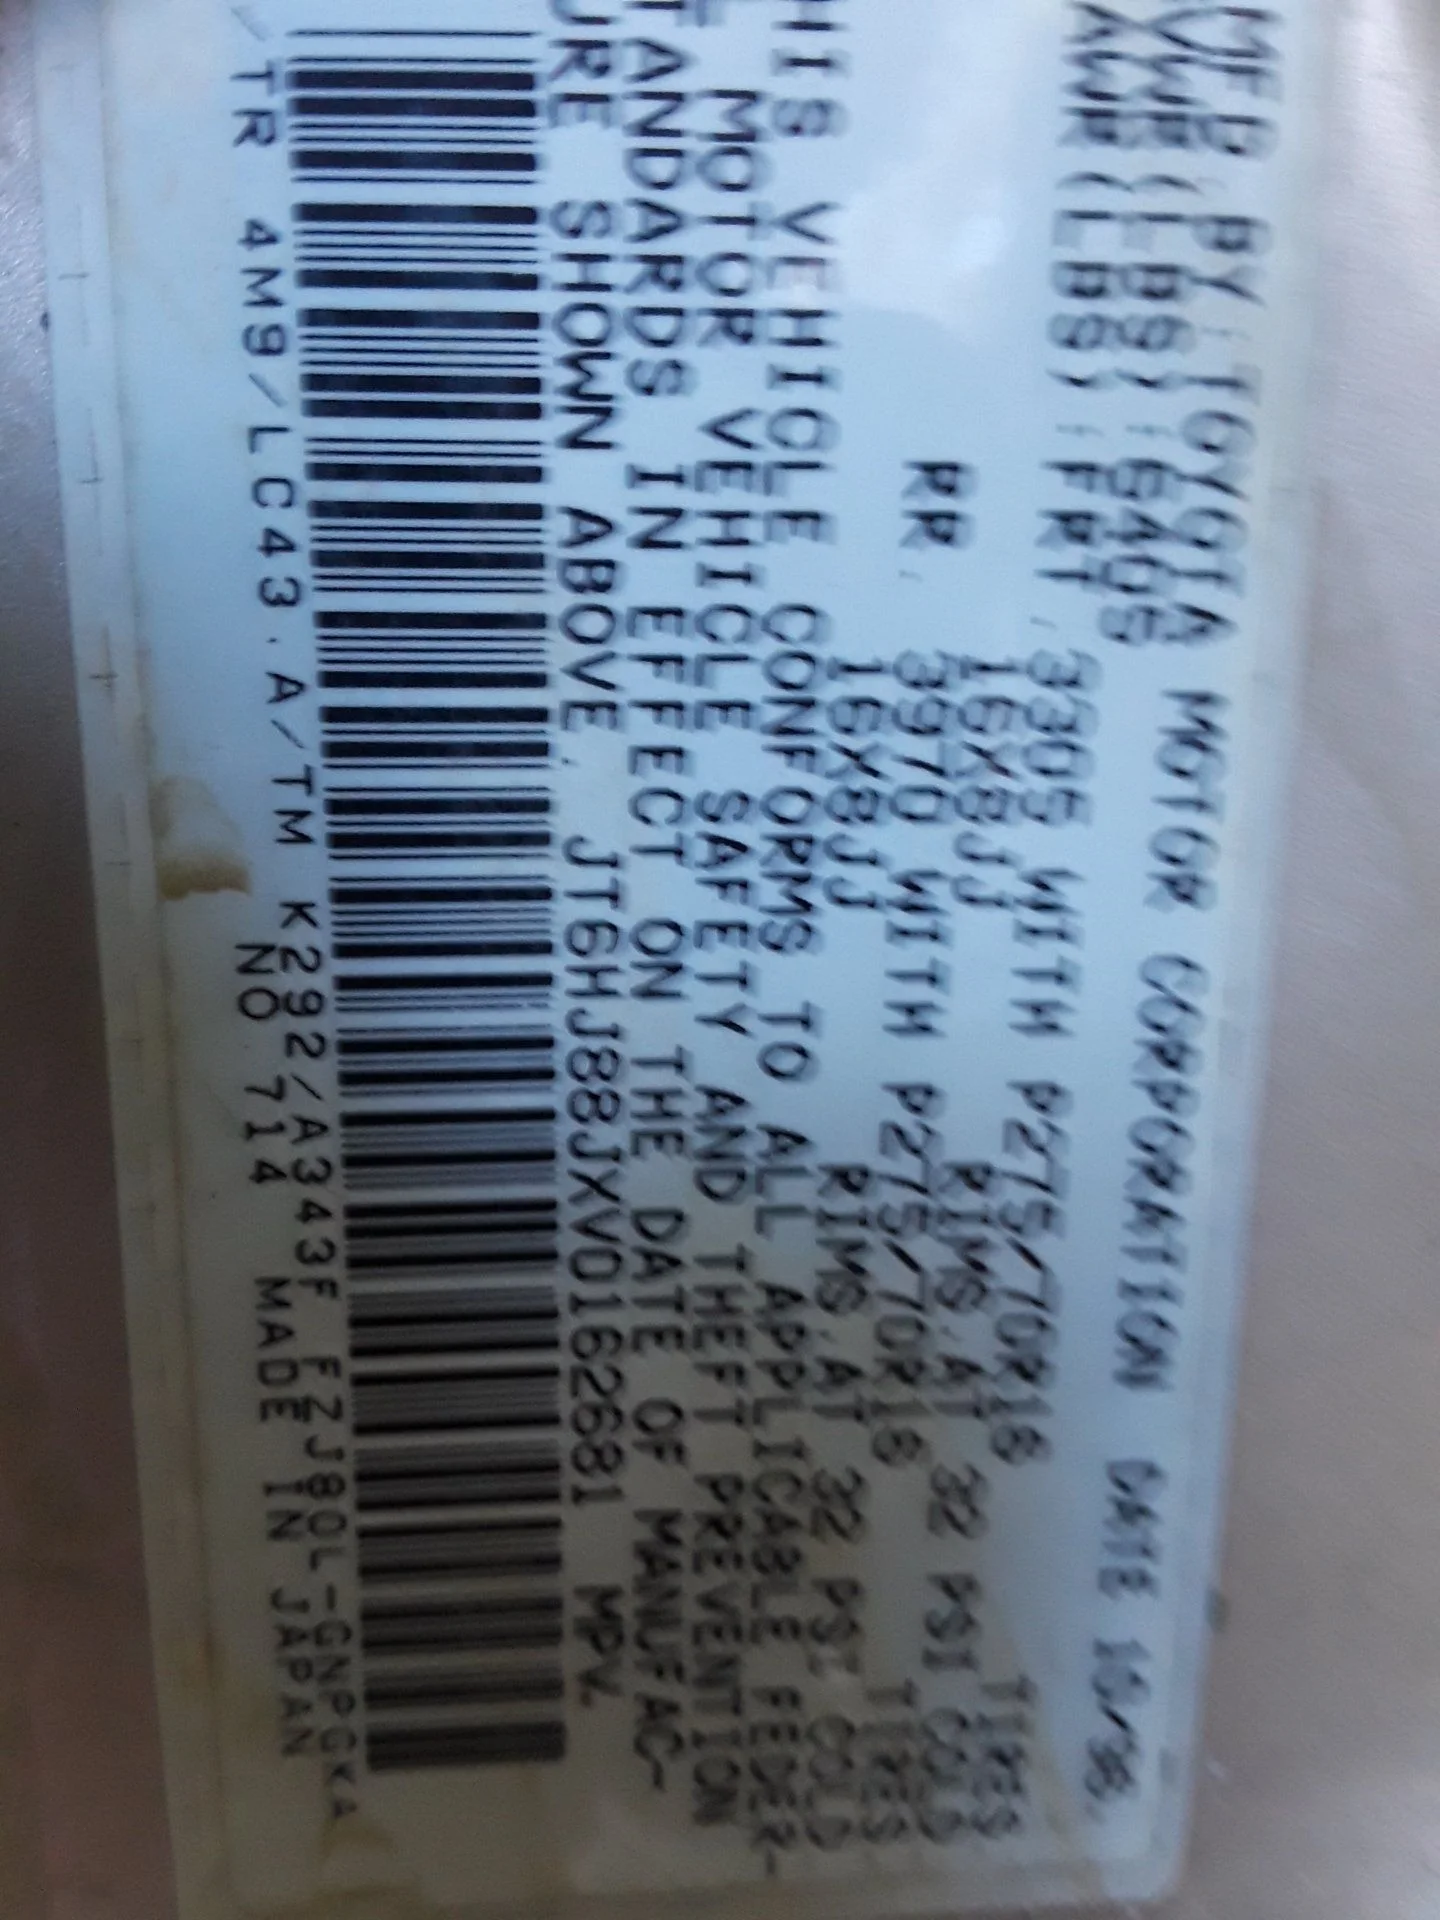 MFD BY: TOYOTA MOTOR CORPORATION DATE 10/98.
GVWR(LBS): 6405
GAWR(LBS): FRT. 3305 WITH P275/70R16 TIRES
16X8JJ RIMS.AT 32 PSI COLD
RR. 3970 WITH P275/70R16 TIRES
16X8JJ RIMS.AT 32 PSI COLD
THIS VEHICLE CONFORMS TO ALL APPLICABLE FEDER-
MOTOR VEHICLE SAFETY AND THEFT PREVENTION
STANDARDS IN EFFECT ON THE DATE OF MANUFAC-
URE SHOWN ABOVE. JT6HJ88JXV0162681 MPV.
/TR 4M9/LC43.A/TM K292/A343F FZJ80L-GNPGKA
NO 714 MADE IN JAPAN